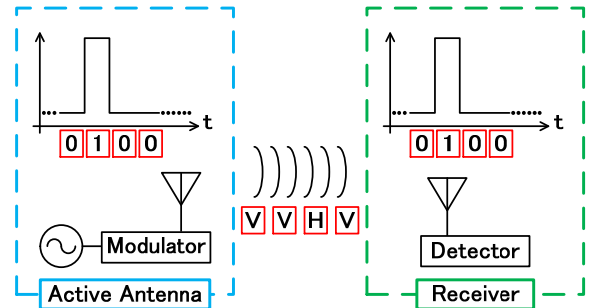 t
0 1 0 0
Modulator
Active Antenna
V V H V
t
0 1 0 0
Detector
Receiver